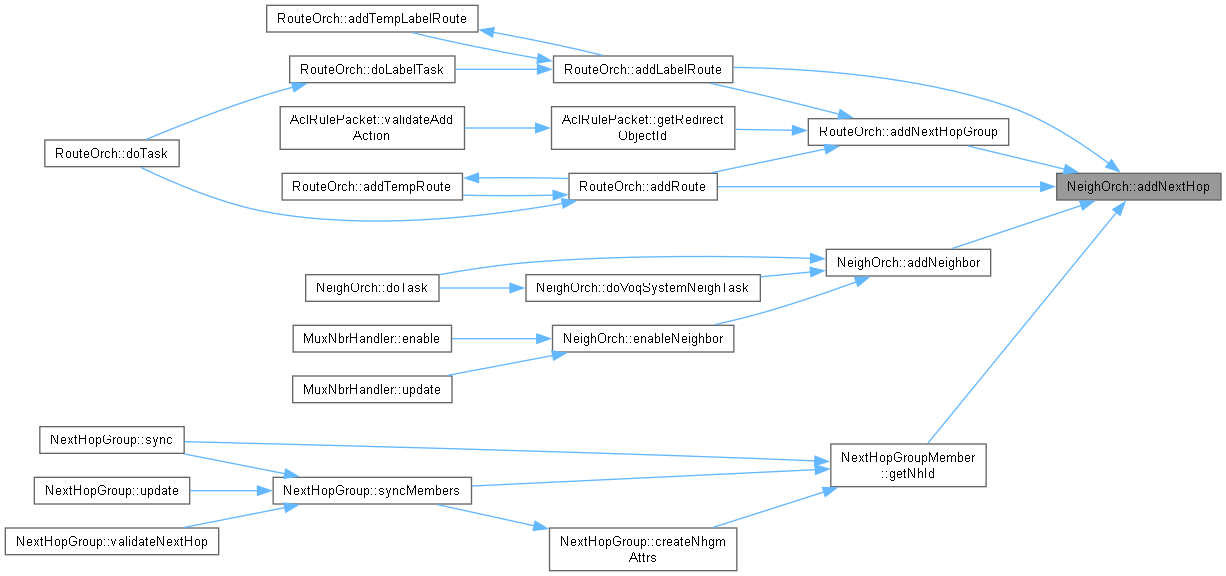 RouteOrch::addTempLabelRoute
RouteOrch::doLabelTask
RouteOrch::addLabelRoute
AclRulePacket::validateAdd
Action
AclRulePacket::getRedirect
ObjectId
RouteOrch::addNextHopGroup
RouteOrch::doTask
RouteOrch::addTempRoute
RouteOrch::addRoute
NeighOrch::addNextHop
NeighOrch::addNeighbor
NeighOrch::doTask
NeighOrch::doVoqSystemNeighTask
MuxNbrHandler::enable
NeighOrch::enableNeighbor
MuxNbrHandler::update
NextHopGroup::sync
NextHopGroupMember
::getNhId
NextHopGroup::update
NextHopGroup::syncMembers
NextHopGroup::validateNextHop
NextHopGroup::createNhgm
Attrs